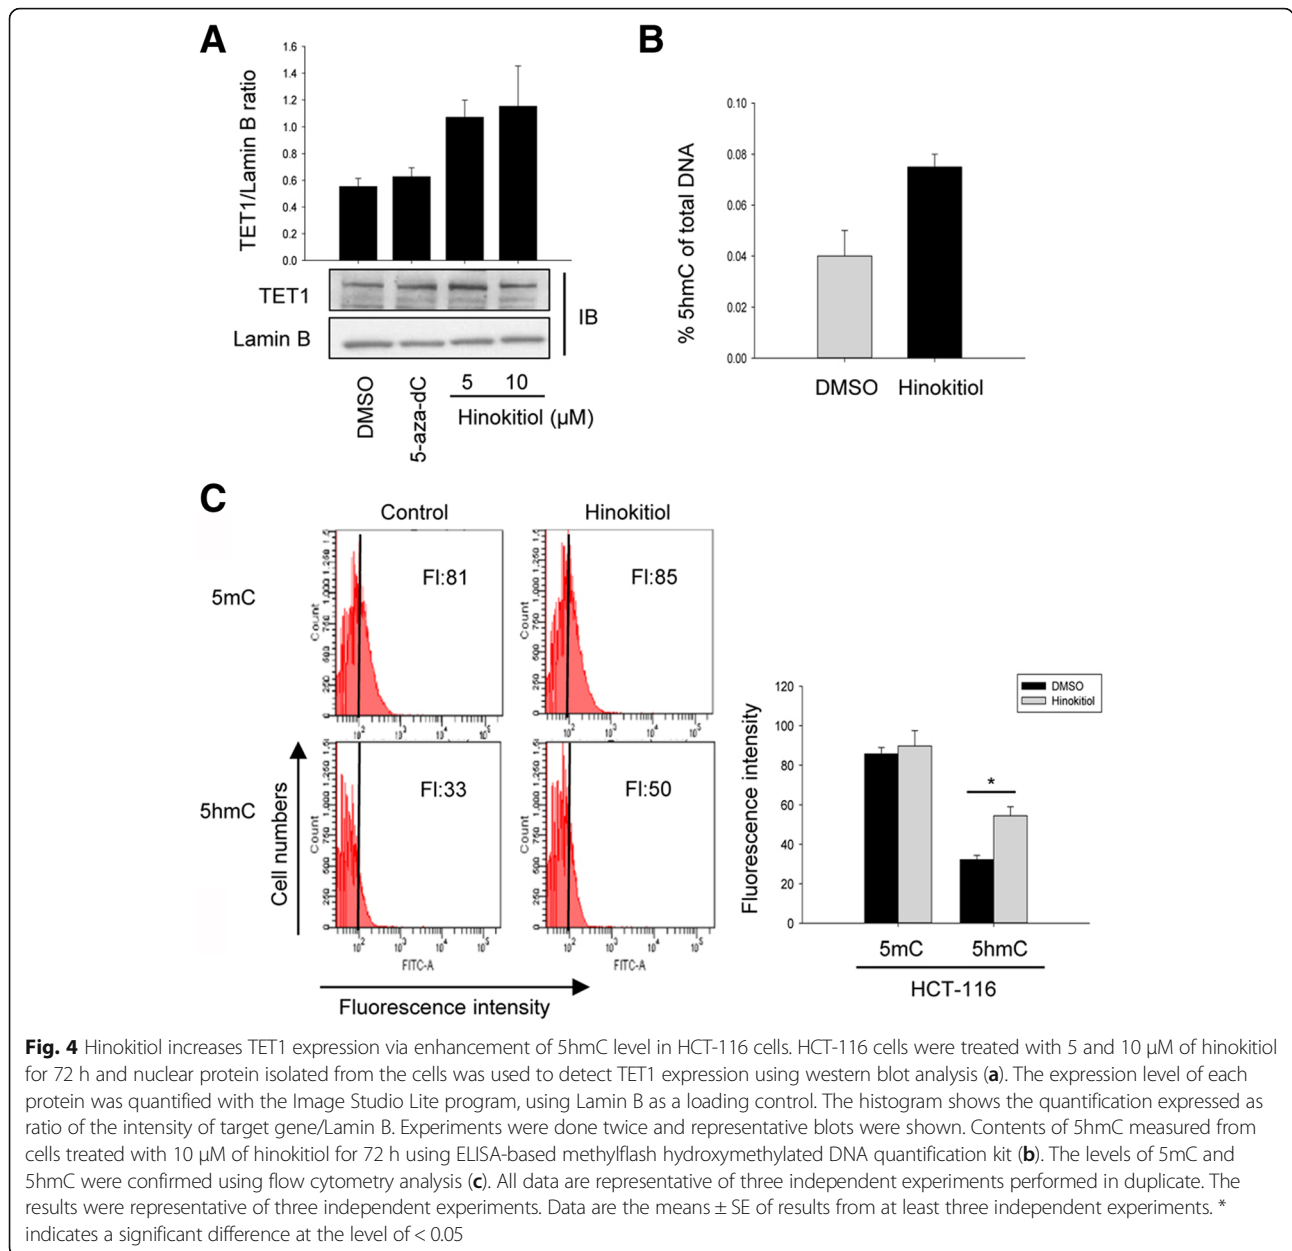 A
TET1/Lamin B ratio
1.6
1.4
1.2
1.0
0.8
0.6
0.4
0.2
0.0
TET1
Lamin B
IB
DMSO
5-aza-dC
5 10
Hinokitiol (µM)
B
% 5hmC of total DNA
0.10
0.08
0.06
0.04
0.02
0.00
DMSO Hinokitiol
C
Control Hinokitiol
5mC
Count
FI:81
Count
FI:85
5hmC
Cell numbers
Count
FI:33
FITC-A
Count
FI:50
FITC-A
Fluorescence intensity
Fluorescence intensity
120
100
80
60
40
20
0
DMSO
Hinokitiol
*
5mC 5hmC
HCT-116
Fig. 4 Hinokitiol increases TET1 expression via enhancement of 5hmC level in HCT-116 cells. HCT-116 cells were treated with 5 and 10 µM of hinokitiol
for 72 h and nuclear protein isolated from the cells was used to detect TET1 expression using western blot analysis (a). The expression level of each
protein was quantified with the Image Studio Lite program, using Lamin B as a loading control. The histogram shows the quantification expressed as
ratio of the intensity of target gene/Lamin B. Experiments were done twice and representative blots were shown. Contents of 5hmC measured from
cells treated with 10 µM of hinokitiol for 72 h using ELISA-based methylflash hydroxymethylated DNA quantification kit (b). The levels of 5mC and
5hmC were confirmed using flow cytometry analysis (c). All data are representative of three independent experiments performed in duplicate. The
results were representative of three independent experiments. Data are the means ± SE of results from at least three independent experiments. *
indicates a significant difference at the level of < 0.05